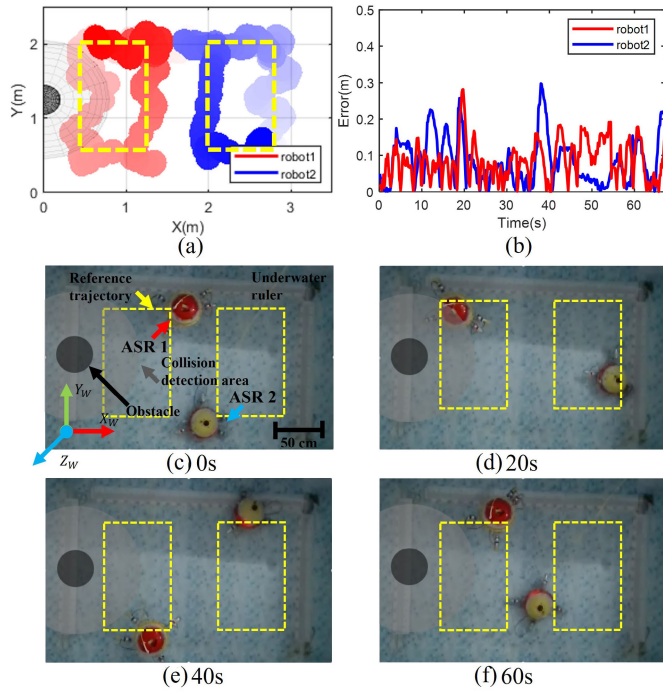 (a)
2
1
0
Y(m)
0
1
2
3
X(m)
robot1
robot2
(b)
0.5
0.4
0.3
0.2
0.1
0
Error(m)
0
10
20
30
40
50
60
Time(s)
robot1
robot2
(a)
(b)
Reference
trajectory
Underwater
ruler
ASR 1
Collision
detection area
ASR 2
Obstacle
Y_W
X_W
Z_W
50 cm
(c) 0s
(d) 20s
(e) 40s
(f) 60s